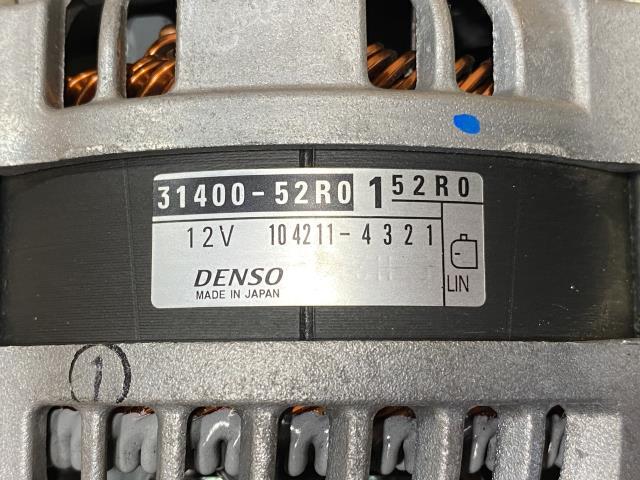 31400-52R0 1 52R0
12V 104211-4321
DENSO
MADE IN JAPAN
LIN
1